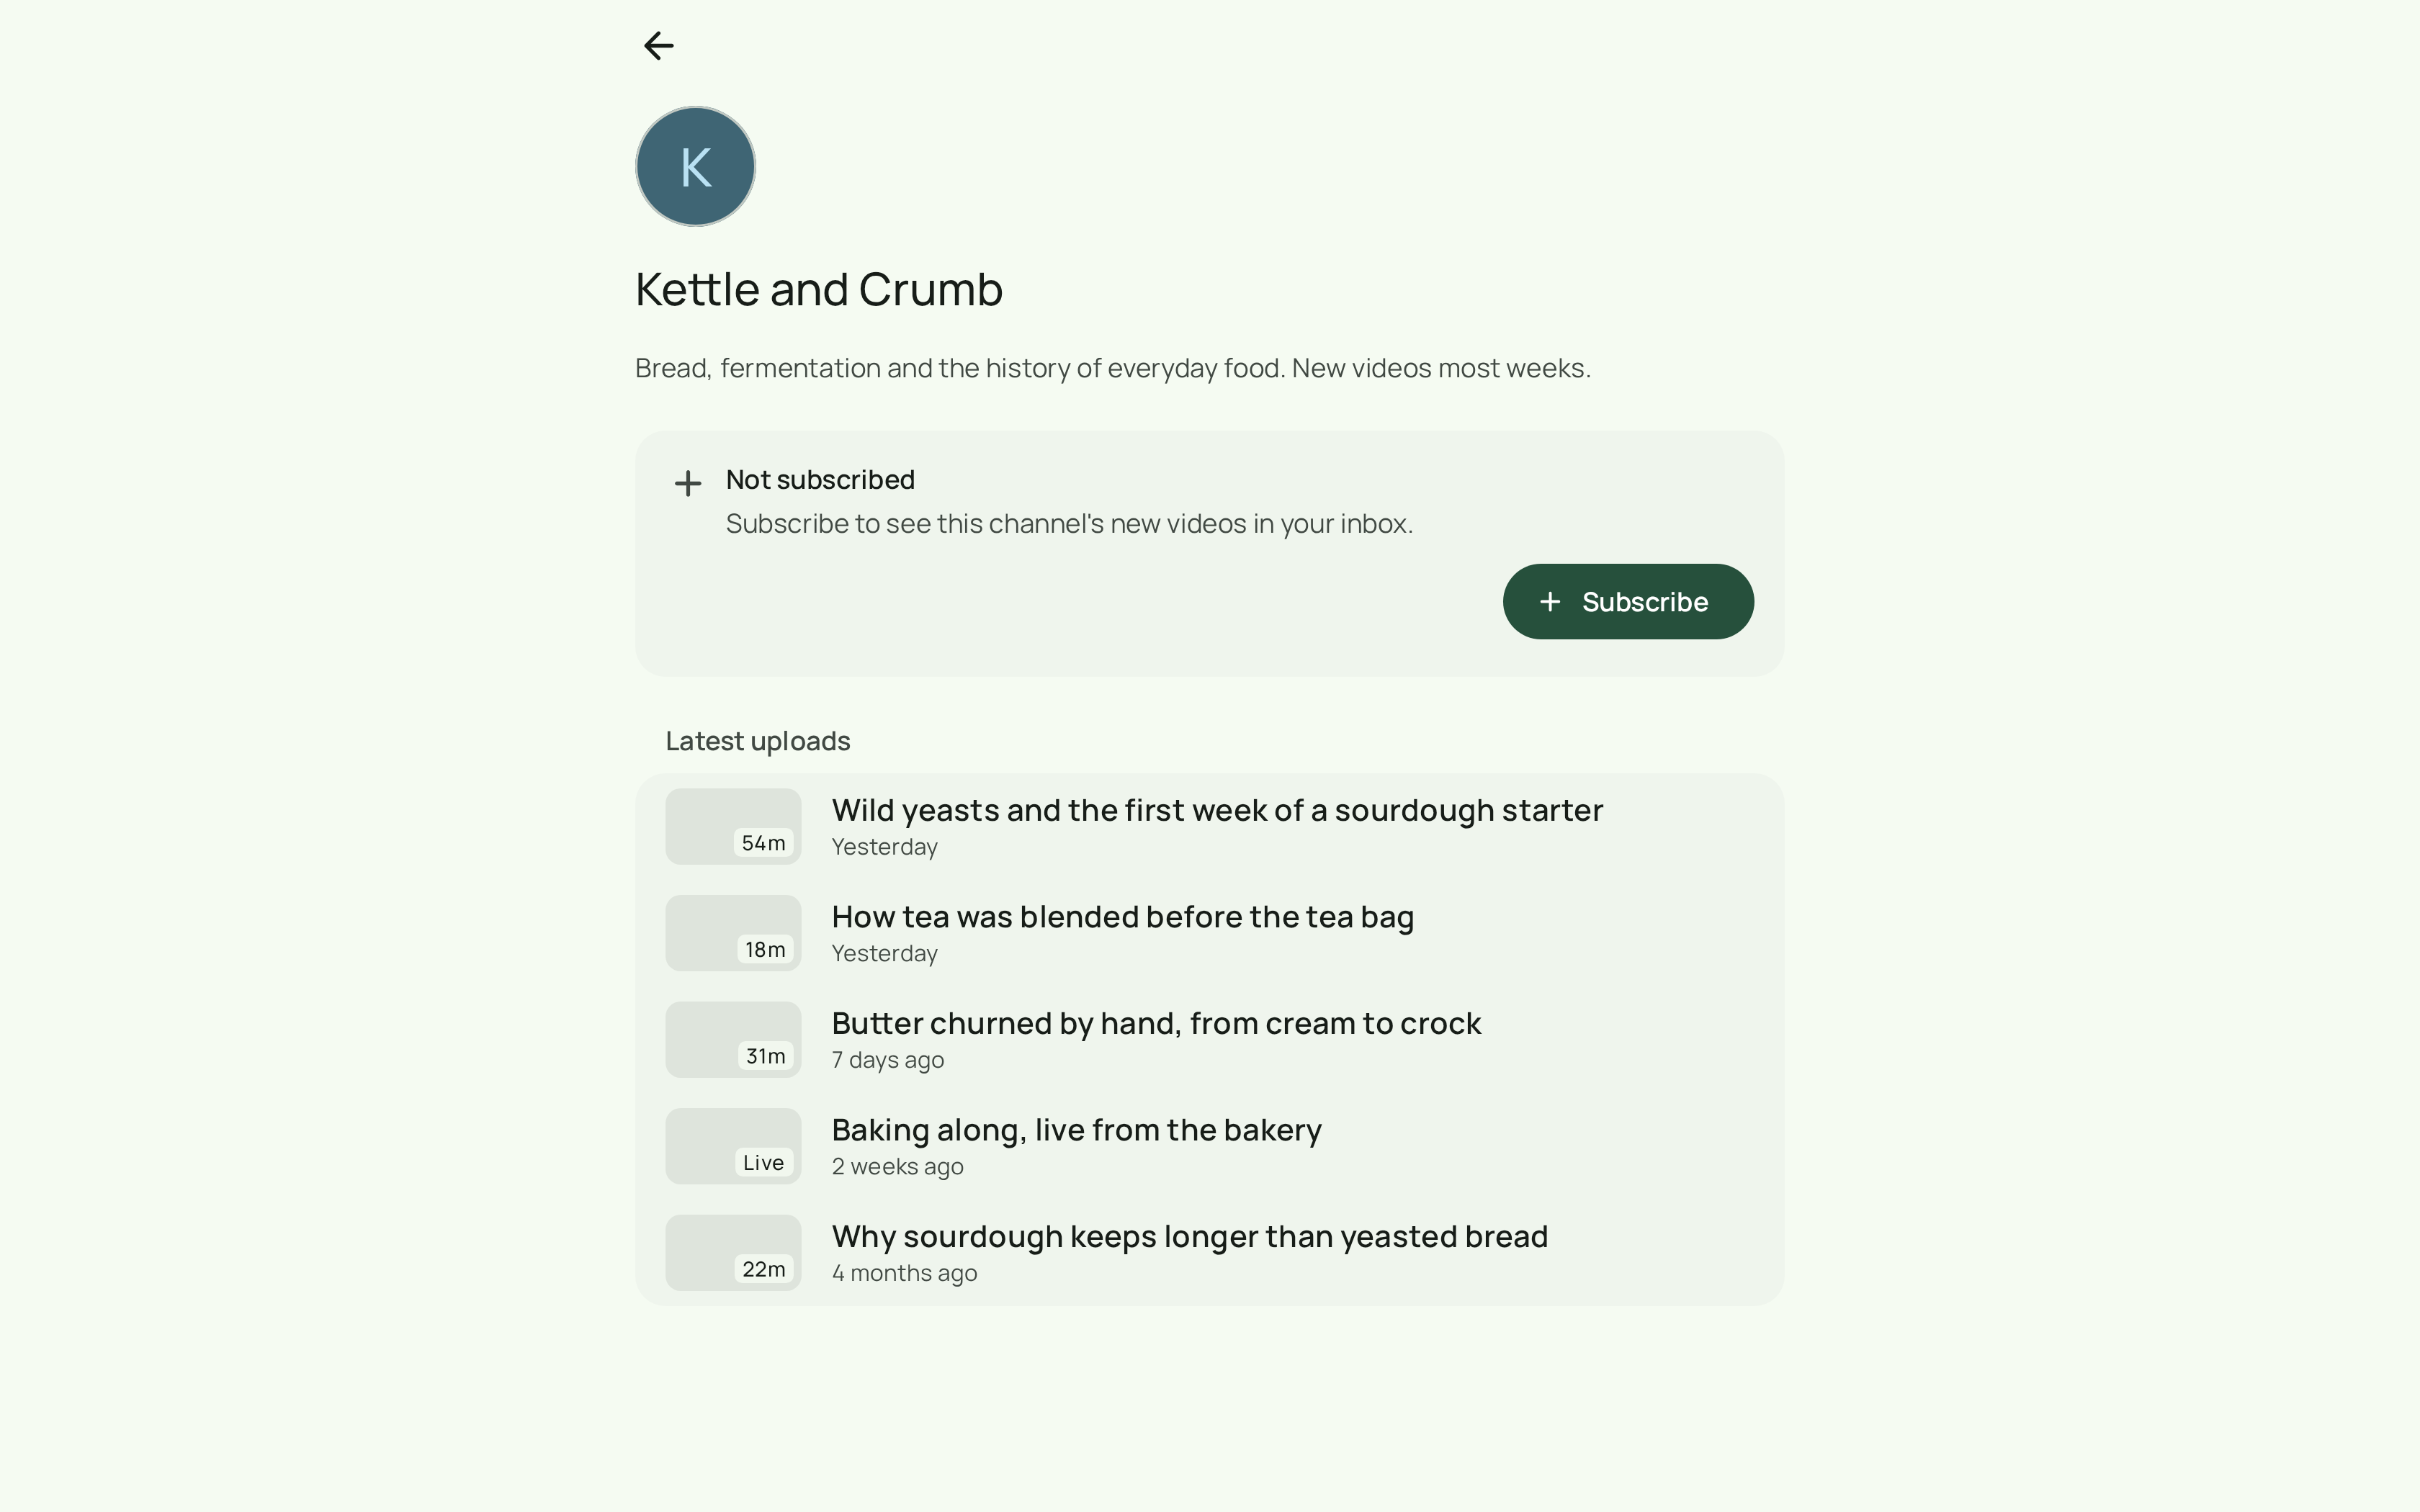 K
Kettle and Crumb
Bread, fermentation and the history of everyday food. New videos most weeks.
Not subscribed
Subscribe to see this channel's new videos in your inbox.
Subscribe
Latest uploads
54m
Wild yeasts and the first week of a sourdough starter
Yesterday
18m
How tea was blended before the tea bag
Yesterday
31m
Butter churned by hand, from cream to crock
7 days ago
Live
Baking along, live from the bakery
2 weeks ago
22m
Why sourdough keeps longer than yeasted bread
4 months ago